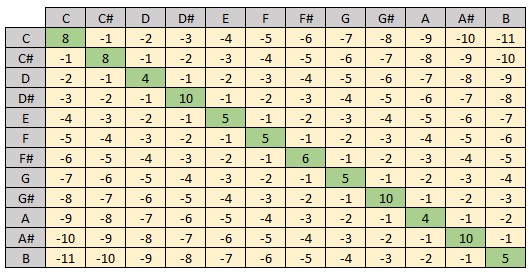 C C# D D# E F F# G G# A A# B
C 8 -1 -2 -3 -4 -5 -6 -7 -8 -9 -10 -11
C# -1 8 -1 -2 -3 -4 -5 -6 -7 -8 -9 -10
D -2 -1 4 -1 -2 -3 -4 -5 -6 -7 -8 -9
D# -3 -2 -1 10 -1 -2 -3 -4 -5 -6 -7 -8
E -4 -3 -2 -1 5 -1 -2 -3 -4 -5 -6 -7
F -5 -4 -3 -2 -1 5 -1 -2 -3 -4 -5 -6
F# -6 -5 -4 -3 -2 -1 6 -1 -2 -3 -4 -5
G -7 -6 -5 -4 -3 -2 -1 5 -1 -2 -3 -4
G# -8 -7 -6 -5 -4 -3 -2 -1 10 -1 -2 -3
A -9 -8 -7 -6 -5 -4 -3 -2 -1 4 -1 -2
A# -10 -9 -8 -7 -6 -5 -4 -3 -2 -1 10 -1
B -11 -10 -9 -8 -7 -6 -5 -4 -3 -2 -1 5